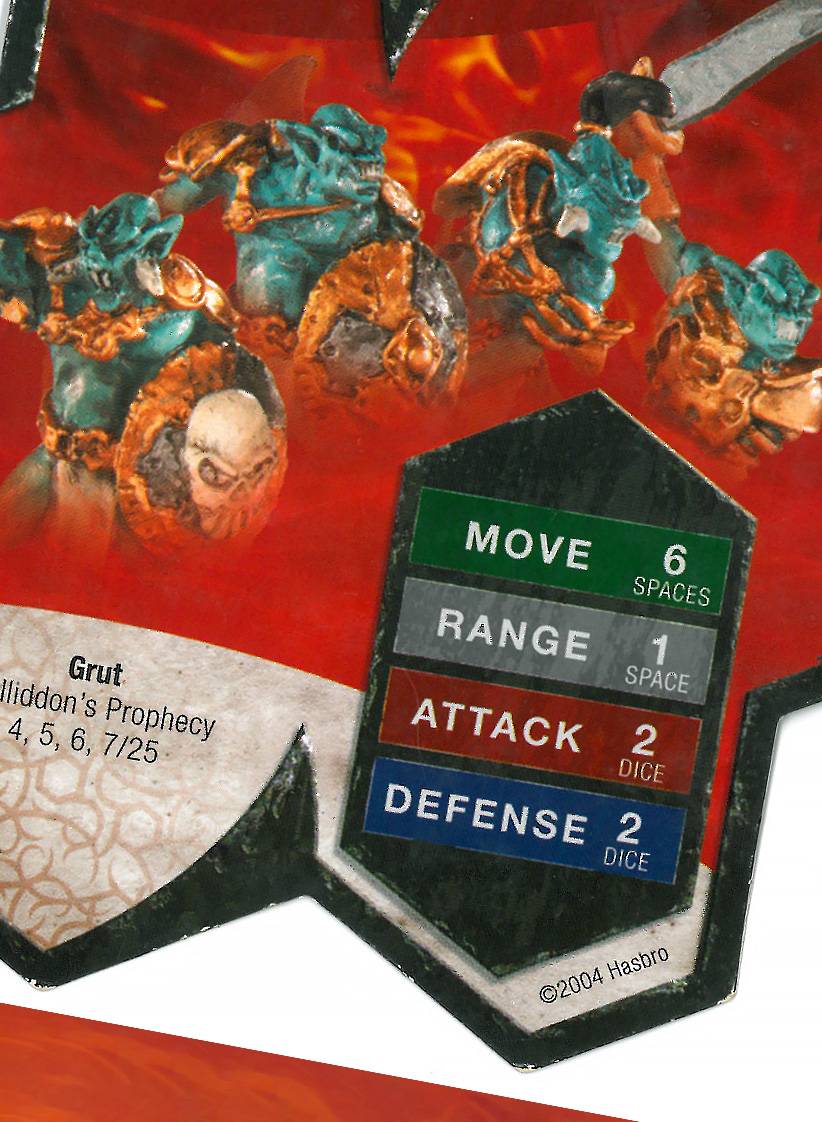 MOVE 6
SPACES
RANGE 1
SPACE
ATTACK 2
DICE
DEFENSE 2
DICE
Grut
lliddon's Prophecy
4, 5, 6, 7/25
©2004 Hasbro